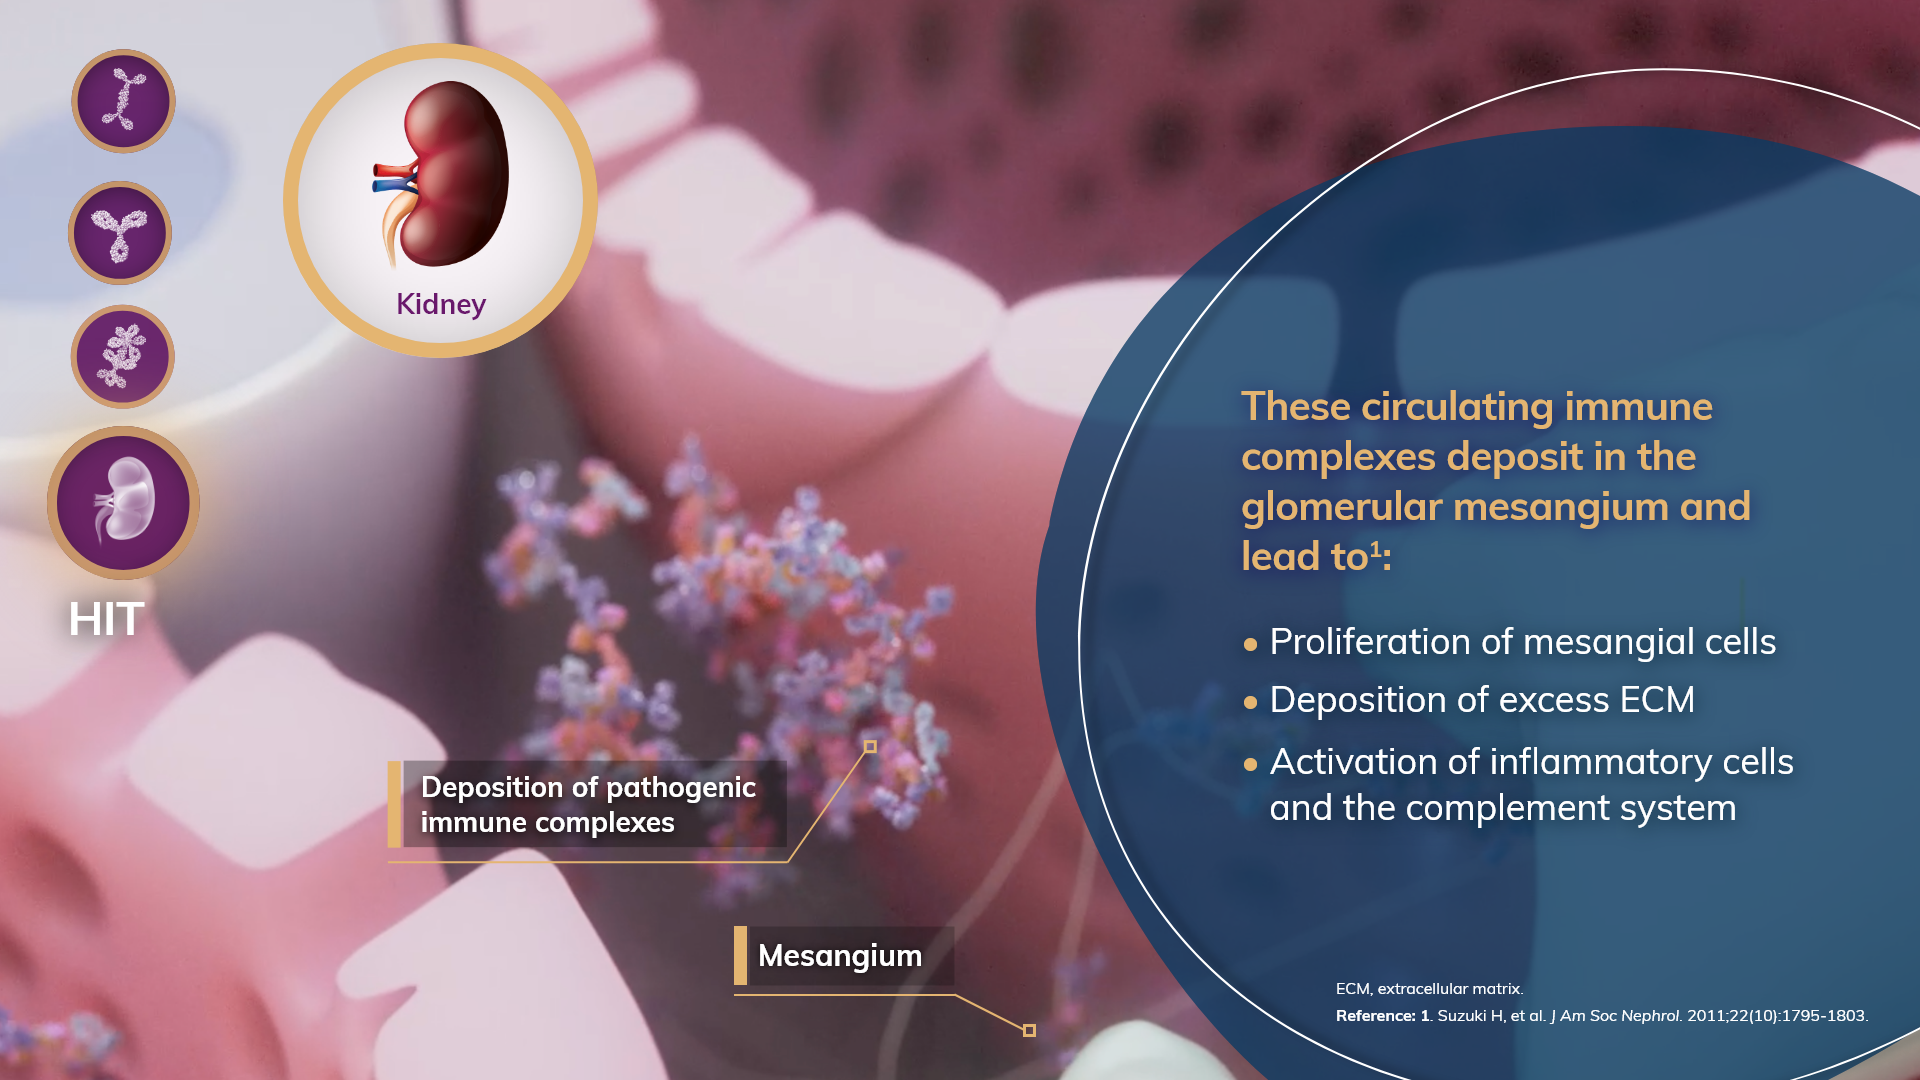 Kidney
HIT
Deposition of pathogenic
immune complexes
Mesangium
These circulating immune
complexes deposit in the
glomerular mesangium and
lead to¹:
• Proliferation of mesangial cells
• Deposition of excess ECM
• Activation of inflammatory cells
and the complement system
ECM, extracellular matrix.
Reference: 1. Suzuki H, et al. J Am Soc Nephrol. 2011;22(10):1795-1803.